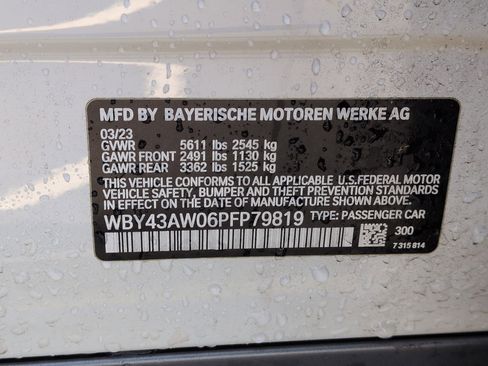 MFD BY BAYERISCHE MOTOREN WERKE AG
03/23
GVWR 5611 lbs 2545 kg
GAWR FRONT 2491 lbs 1130 kg
GAWR REAR 3362 lbs 1525 kg
THIS VEHICLE CONFORMS TO ALL APPLICABLE U.S. FEDERAL MOTOR
VEHICLE SAFETY, BUMPER AND THEFT PREVENTION STANDARDS
IN EFFECT ON THE DATE OF MANUFACTURE SHOWN ABOVE.
WBY43AW06PFP79819 TYPE: PASSENGER CAR
300
7 315 814